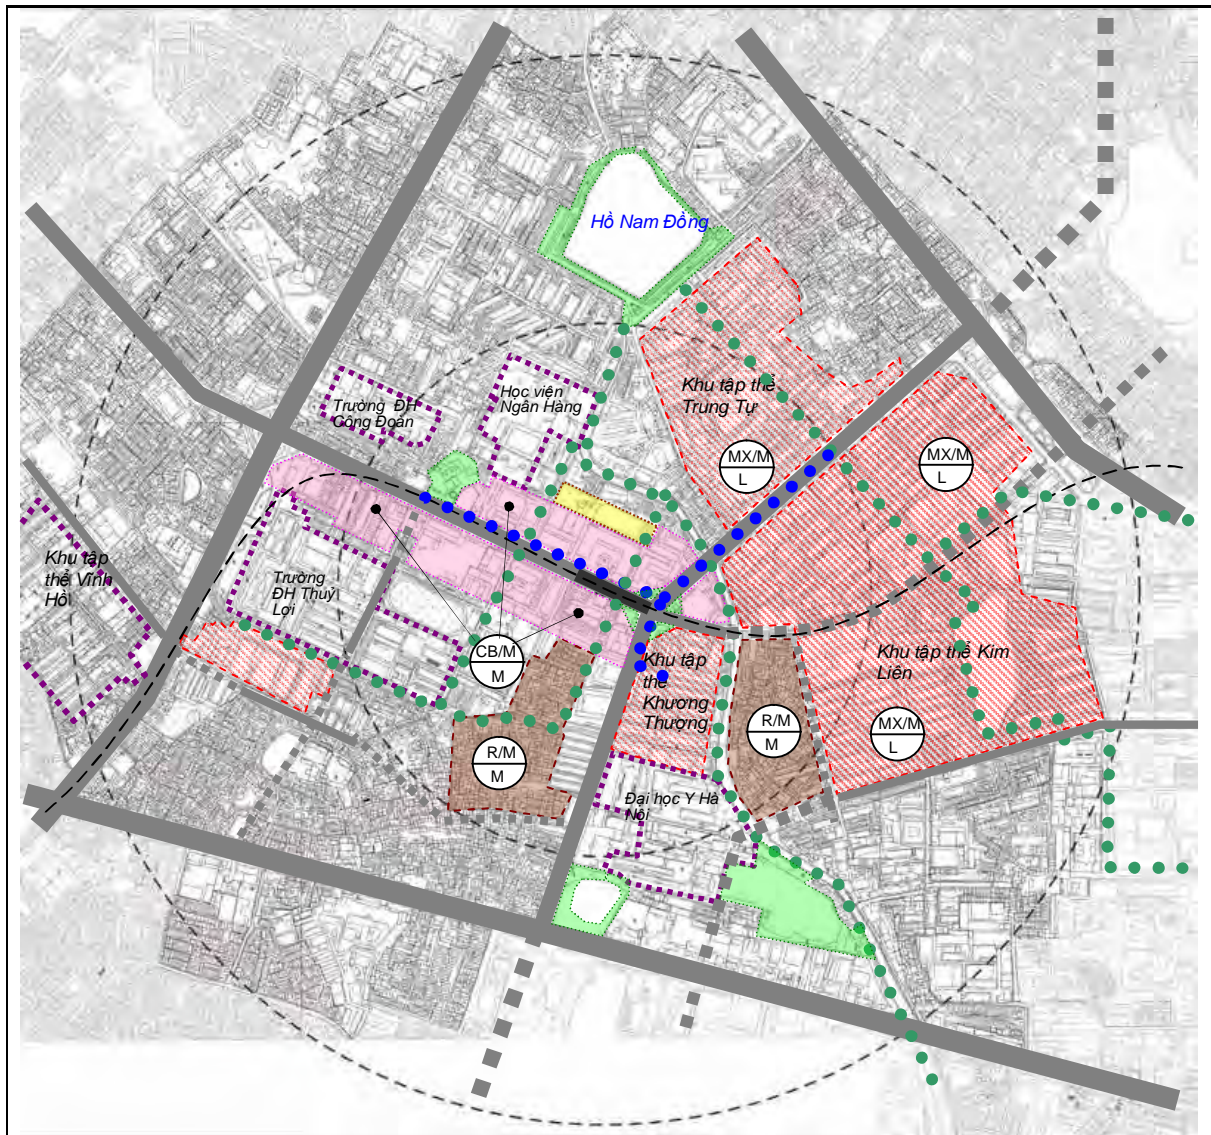 Hồ Nam Đồng
Khu tập thể
Trung Tự
Học viện
Ngân Hàng
Trường ĐH
Công Đoàn
MX/M
L
MX/M
L
Khu tập
thể Vĩnh
Hồ
Trường
ĐH Thuỷ
Lợi
CB/M
M
Khu tập
thể
Khương
Thượng
Khu tập thể Kim
Liên
R/M
M
MX/M
L
R/M
M
Đại học Y Hà
Nội